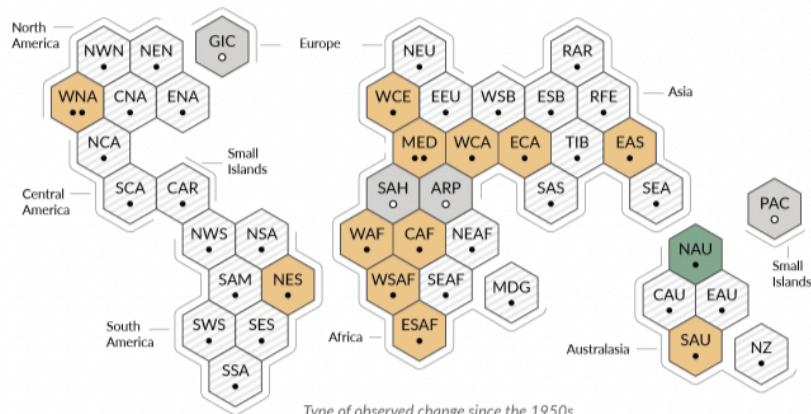 North
America
NWN NEN GIC
Europe
NEU RAR
WNA CNA ENA
WCE EEU WSB ESB RFE
Asia
NCA
MED WCA ECA TIB EAS
Small
Islands
Central
America
SCA CAR
SAH ARP SAS SEA
PAC
NWS NSA
WAF CAF NEAF
NAU
Small
Islands
SAM NES
WSAF SEAF MDG
CAU EAU
South
America
SWS SES
Africa
ESAF
Australasia
SAU NZ
SSA
Type of observed change since the 1950s